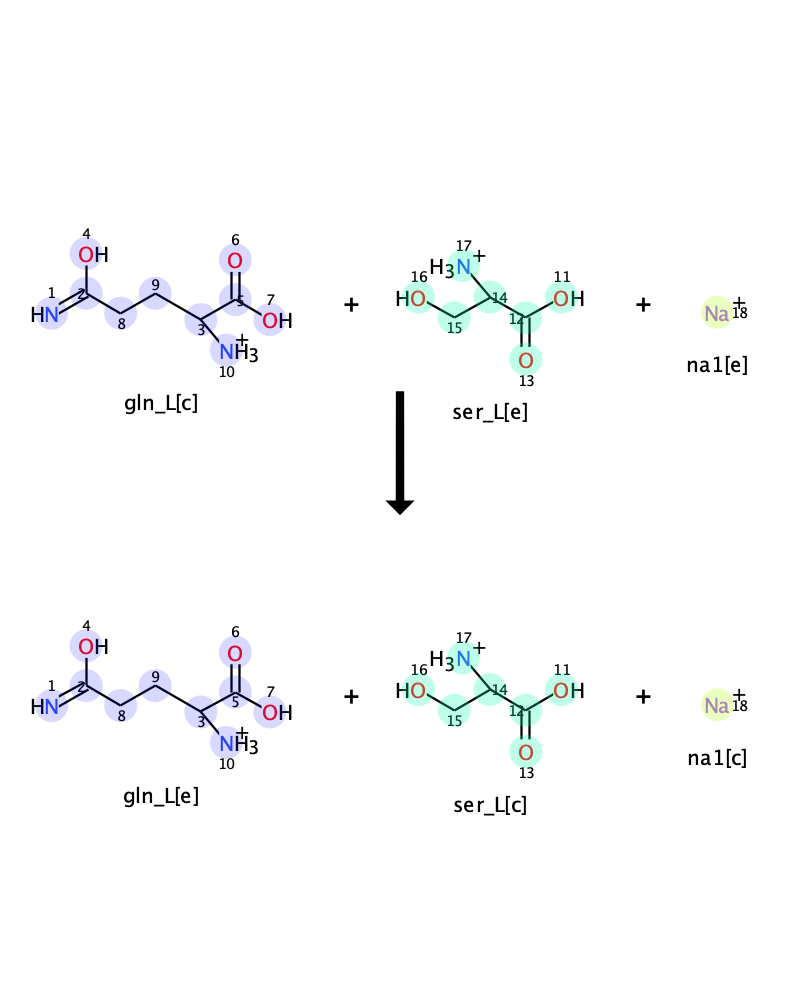 4 6 17 + 16 11
OH O H3N HO OH
1 2 9 5 7 + 14 + +
HN 8 3 OH 15 12 Na 18
+ NH3 O na1[e]
10 13
gln_L[c] ser_L[e]
4 6 17 + 16 11
OH O H3N HO OH
1 2 9 5 7 + 14 + +
HN 8 3 OH 15 12 Na 18
+ NH3 O na1[c]
10 13
gln_L[e] ser_L[c]